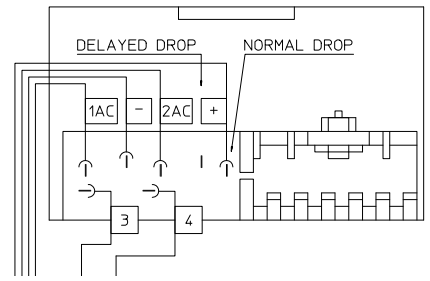 DELAYED DROP NORMAL DROP
1AC - 2AC +
3 4